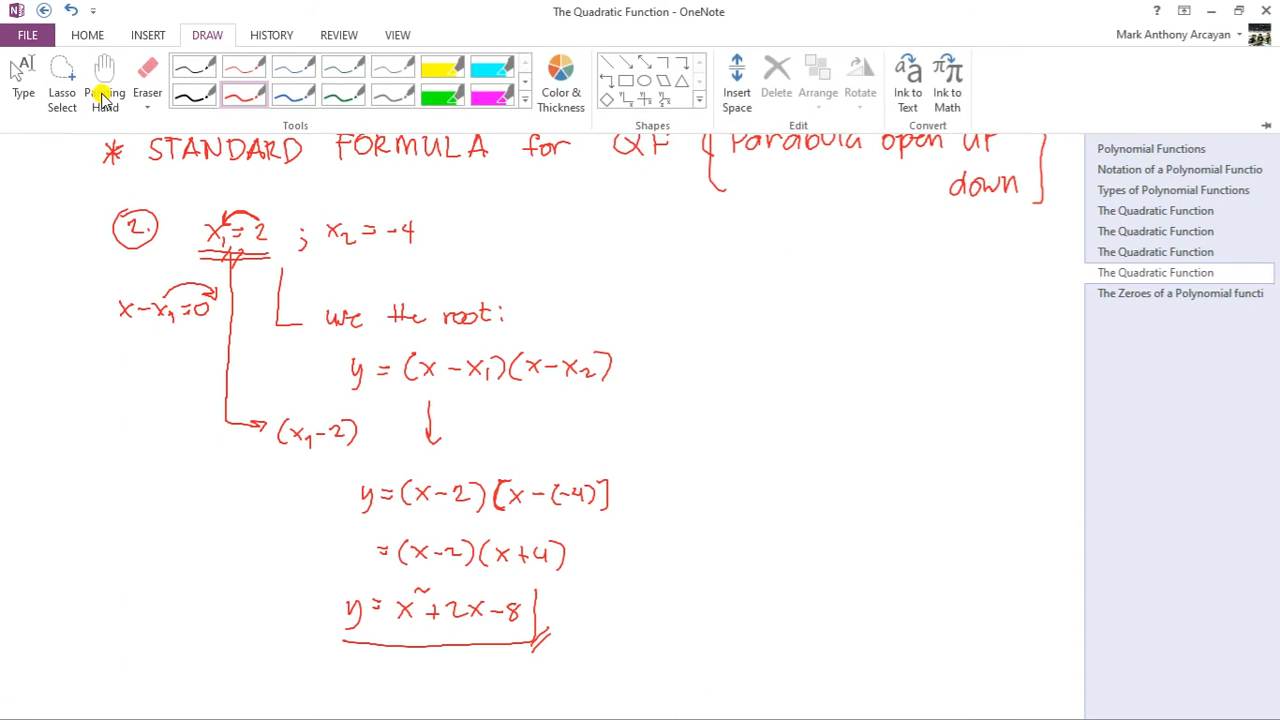 The Quadratic Function - OneNote
FILE HOME INSERT DRAW HISTORY REVIEW VIEW
Mark Anthony Arcayan
Type
Lasso Select
Panning Hand
Eraser
Color & Thickness
Insert Space
Delete
Arrange
Rotate
Ink to Text
Ink to Math
Tools
Shapes
Edit
Convert
* STANDARD FORMULA for QF { Parabola open up
down ]
2. x₁ = 2 ; x₂ = -4
x - x₁ = 0
use the root:
y = (x - x₁)(x - x₂)
(x₁ - 2)
y = (x - 2)[x - (-4)]
= (x - 2)(x + 4)
y = x² + 2x - 8
Polynomial Functions
Notation of a Polynomial Functio
Types of Polynomial Functions
The Quadratic Function
The Quadratic Function
The Quadratic Function
The Quadratic Function
The Zeroes of a Polynomial functi